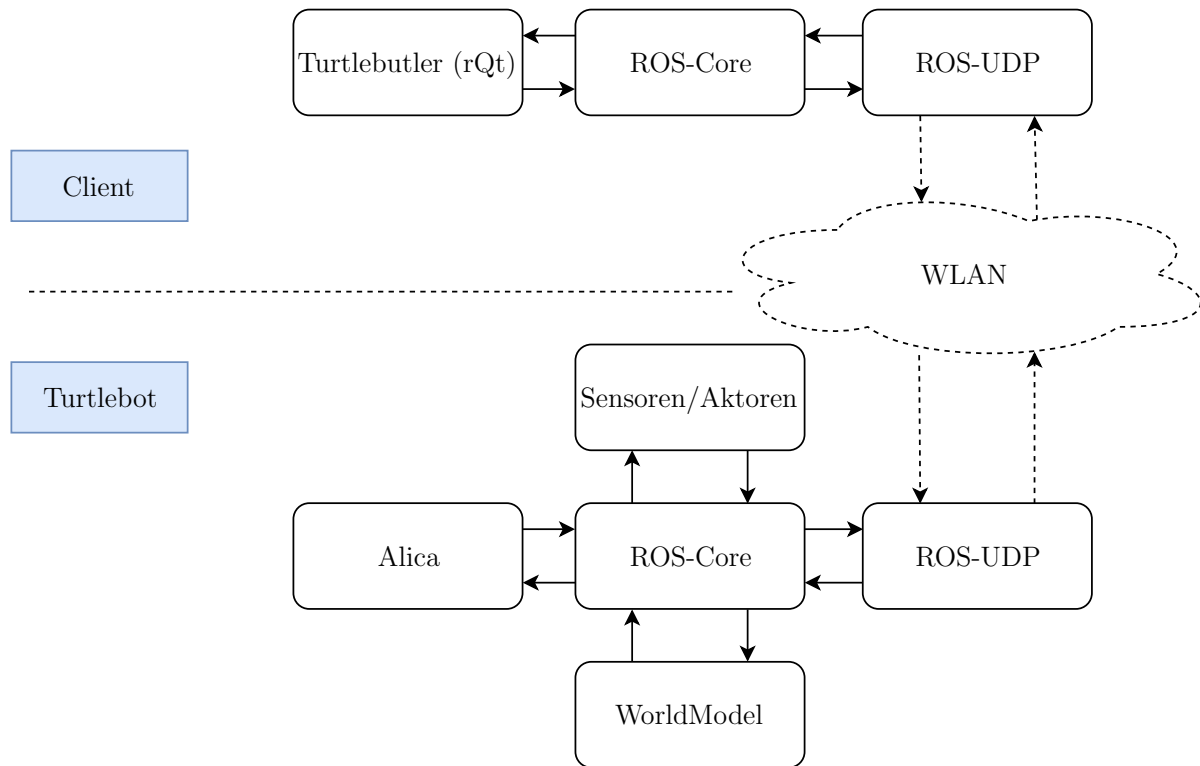 Turtlebutler (rQt)
ROS-Core
ROS-UDP
Client
WLAN
Turtlebot
Sensoren/Aktoren
Alica
ROS-Core
ROS-UDP
WorldModel